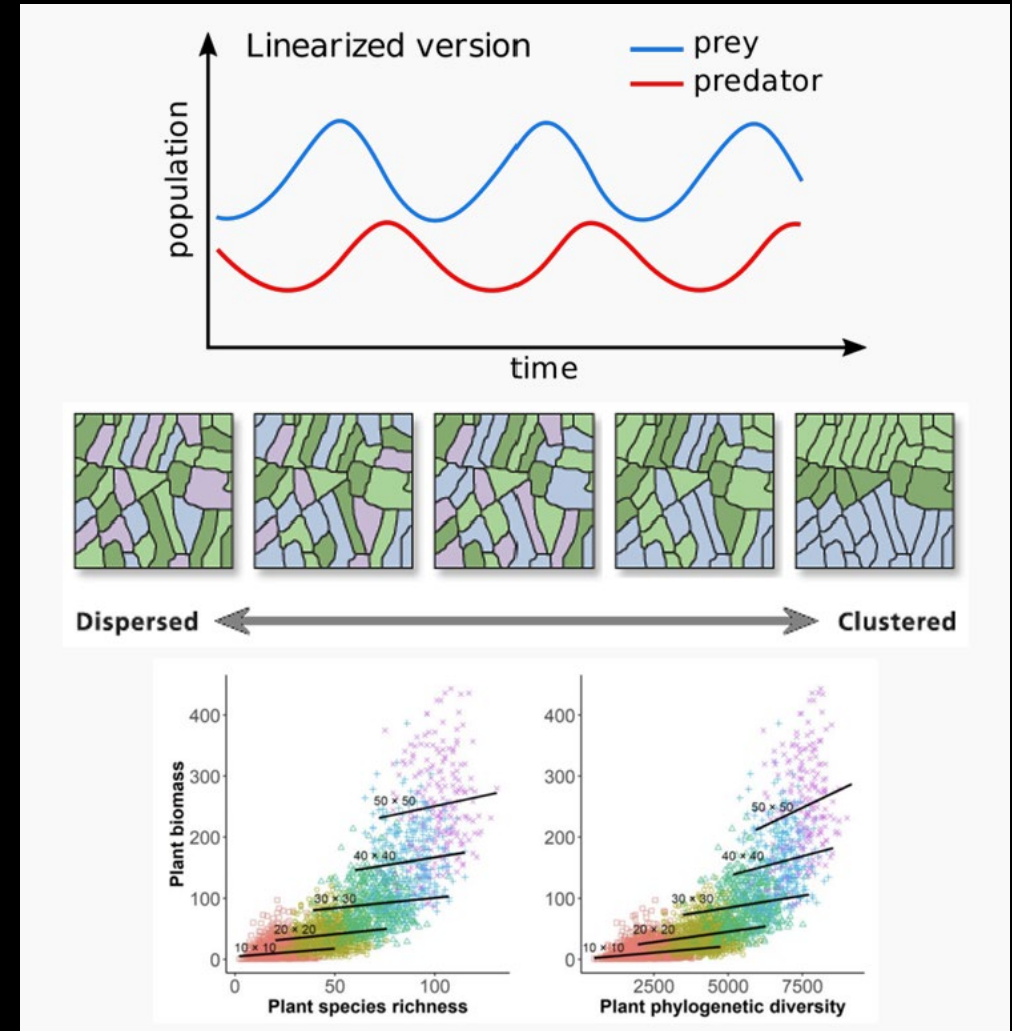 Linearized version
prey
predator
population
time
Dispersed
Clustered
Plant biomass
400
300
200
100
0
50 × 50
40 × 40
30 × 30
20 × 20
10 × 10
0
50
100
Plant species richness
400
300
200
100
0
50 × 50
40 × 40
30 × 30
20 × 20
10 × 10
2500
5000
7500
Plant phylogenetic diversity